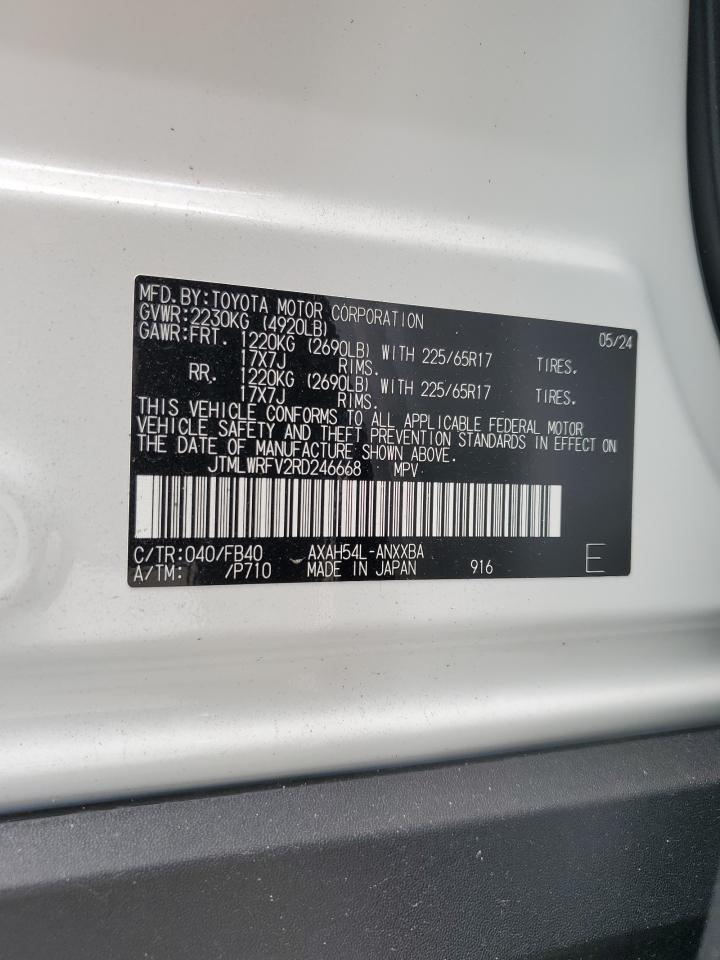 MFD.BY:TOYOTA MOTOR CORPORATION 05/24
GVWR:2230KG (4920LB)
GAWR:FRT. 1220KG (2690LB) WITH 225/65R17 TIRES.
17X7J RIMS.
RR. 1220KG (2690LB) WITH 225/65R17 TIRES.
17X7J RIMS.
THIS VEHICLE CONFORMS TO ALL APPLICABLE FEDERAL MOTOR
VEHICLE SAFETY AND THEFT PREVENTION STANDARDS IN EFFECT ON
THE DATE OF MANUFACTURE SHOWN ABOVE.
JTMLWRFV2RD246668 MPV
C/TR:040/FB40 AXAH54L-ANXXBA
A/TM: /P710 MADE IN JAPAN 916 E